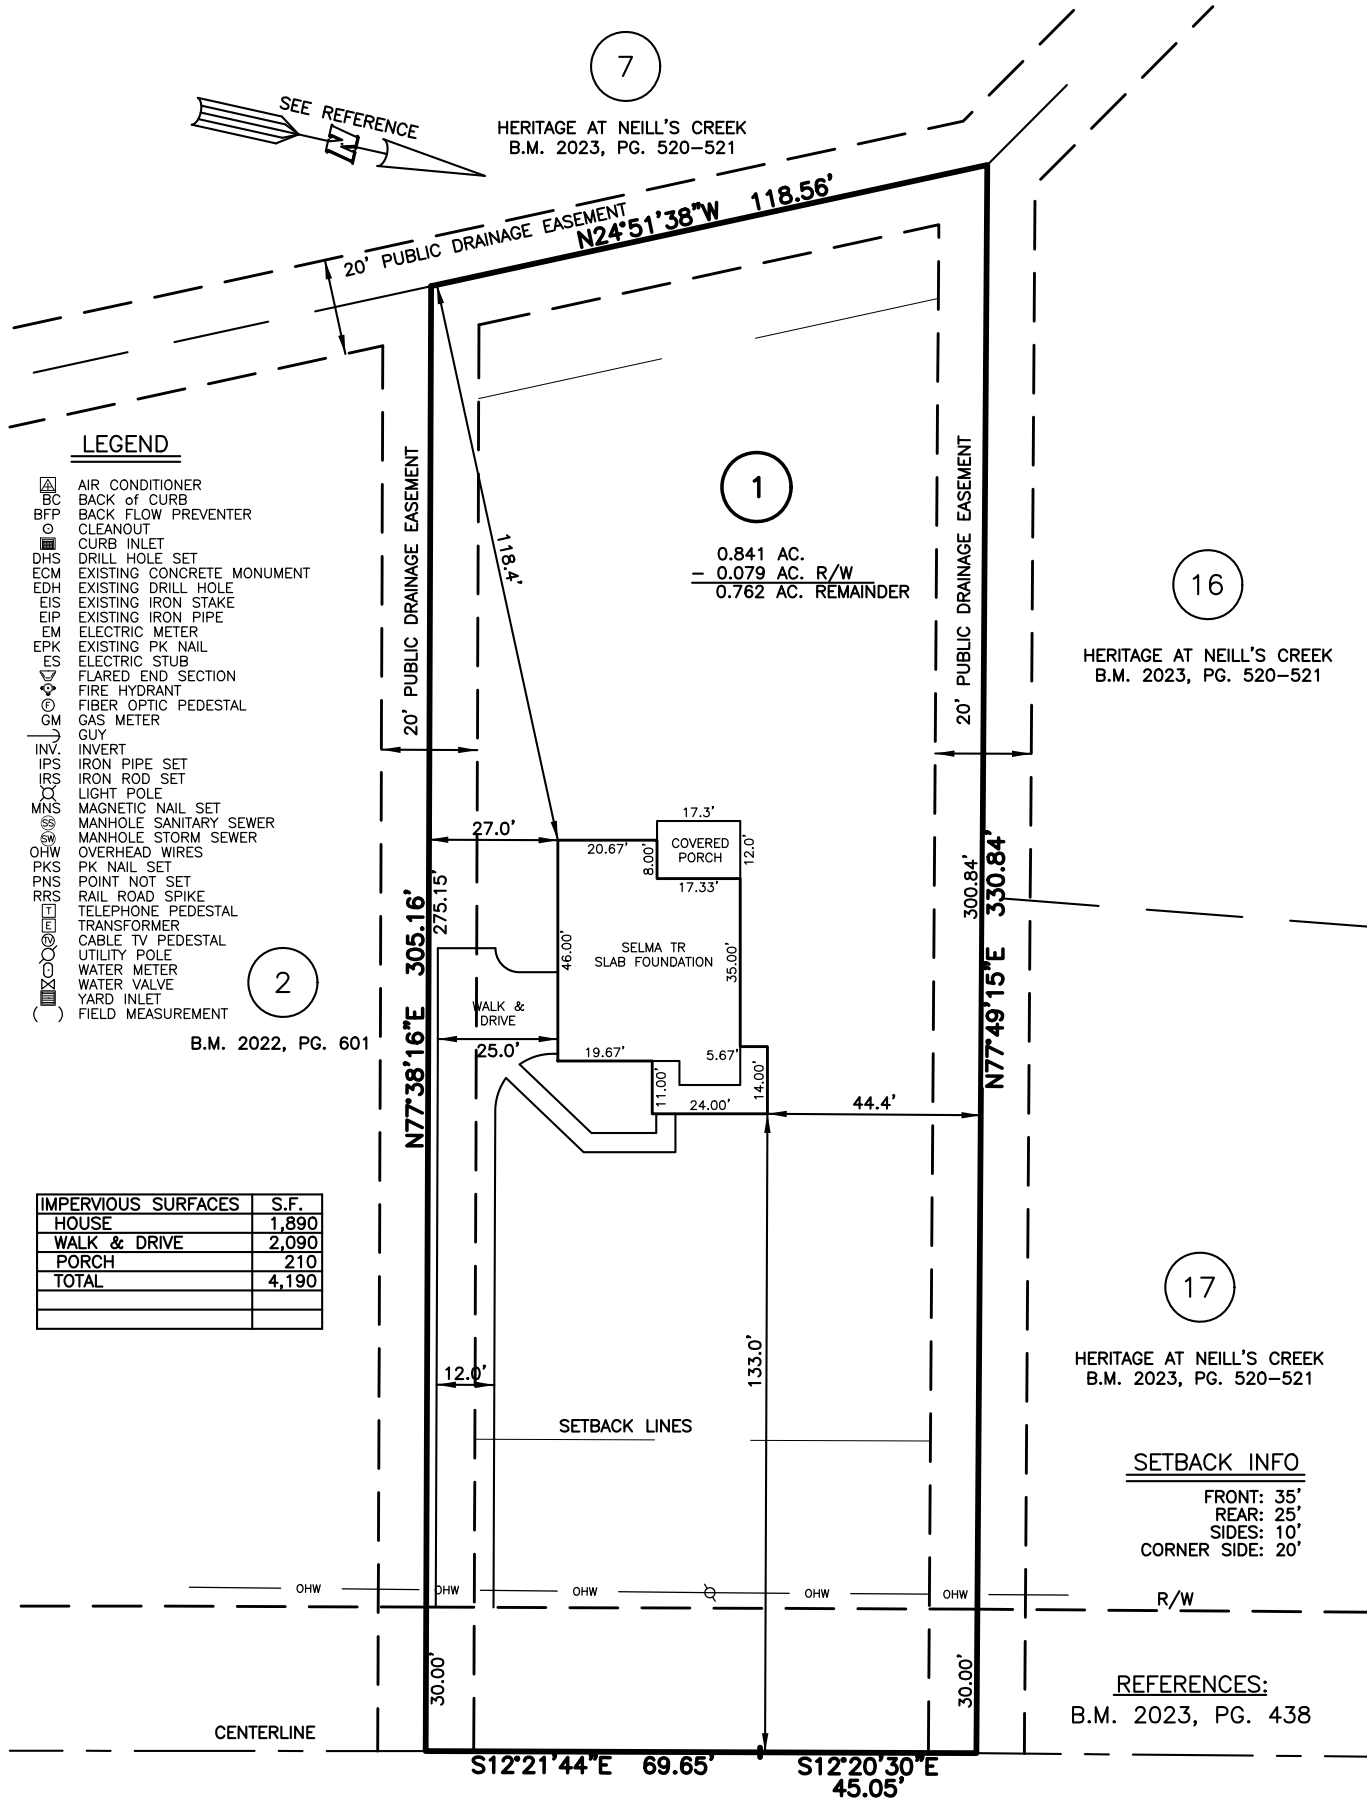 7
HERITAGE AT NEILL'S CREEK
B.M. 2023, PG. 520-521
SEE REFERENCE
N
20' PUBLIC DRAINAGE EASEMENT
N24°51'38"W 118.56'
LEGEND
AIR CONDITIONER
BC BACK of CURB
BFP BACK FLOW PREVENTER
CLEANOUT
CURB INLET
DHS DRILL HOLE SET
ECM EXISTING CONCRETE MONUMENT
EDH EXISTING DRILL HOLE
EIS EXISTING IRON STAKE
EIP EXISTING IRON PIPE
EM ELECTRIC METER
EPK EXISTING PK NAIL
ES ELECTRIC STUB
FLARED END SECTION
FIRE HYDRANT
F FIBER OPTIC PEDESTAL
GM GAS METER
GUY
INV. INVERT
IPS IRON PIPE SET
IRS IRON ROD SET
LIGHT POLE
MNS MAGNETIC NAIL SET
SS MANHOLE SANITARY SEWER
SW MANHOLE STORM SEWER
OHW OVERHEAD WIRES
PKS PK NAIL SET
PNS POINT NOT SET
RRS RAIL ROAD SPIKE
T TELEPHONE PEDESTAL
E TRANSFORMER
TV CABLE TV PEDESTAL
UTILITY POLE
WATER METER
WATER VALVE
YARD INLET
( ) FIELD MEASUREMENT
20' PUBLIC DRAINAGE EASEMENT
118.4'
1
0.841 AC.
- 0.079 AC. R/W
0.762 AC. REMAINDER
20' PUBLIC DRAINAGE EASEMENT
16
HERITAGE AT NEILL'S CREEK
B.M. 2023, PG. 520-521
27.0'
20.67'
8.00'
17.3'
COVERED
PORCH
12.0'
17.33'
46.00'
SELMA TR
SLAB FOUNDATION
35.00'
275.15'
N77°38'16"E 305.16'
300.84'
N77°49'15"E 330.84'
2
B.M. 2022, PG. 601
WALK &
DRIVE
25.0'
19.67'
5.67'
11.00'
24.00'
14.00'
44.4'
IMPERVIOUS SURFACES S.F.
HOUSE 1,890
WALK & DRIVE 2,090
PORCH 210
TOTAL 4,190
12.0'
133.0'
17
HERITAGE AT NEILL'S CREEK
B.M. 2023, PG. 520-521
SETBACK LINES
SETBACK INFO
FRONT: 35'
REAR: 25'
SIDES: 10'
CORNER SIDE: 20'
OHW OHW OHW OHW OHW
R/W
30.00'
30.00'
REFERENCES:
B.M. 2023, PG. 438
CENTERLINE
S12°21'44"E 69.65'
S12°20'30"E
45.05'